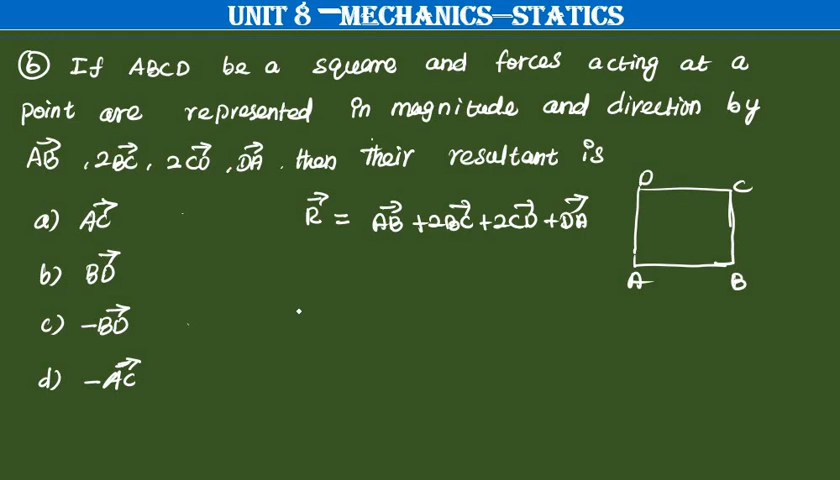 UNIT 8 – MECHANICS–STATICS
⑥ If ABCD be a square and forces acting at a
point are represented in magnitude and direction by
AB⃗ , 2BC⃗ , 2CD⃗ , DA⃗ . then Their resultant is
a) AC⃗
R⃗ = AB⃗ + 2BC⃗ + 2CD⃗ + DA⃗
b) BD⃗
c) –BD⃗
d) –AC⃗
D C
A B